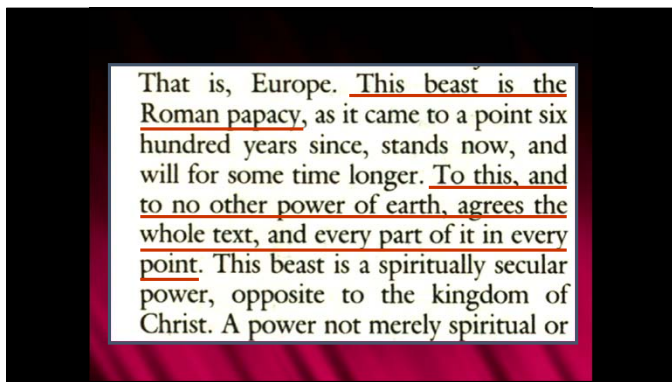 That is, Europe. This beast is the
Roman papacy, as it came to a point six
hundred years since, stands now, and
will for some time longer. To this, and
to no other power of earth, agrees the
whole text, and every part of it in every
point. This beast is a spiritually secular
power, opposite to the kingdom of
Christ. A power not merely spiritual or